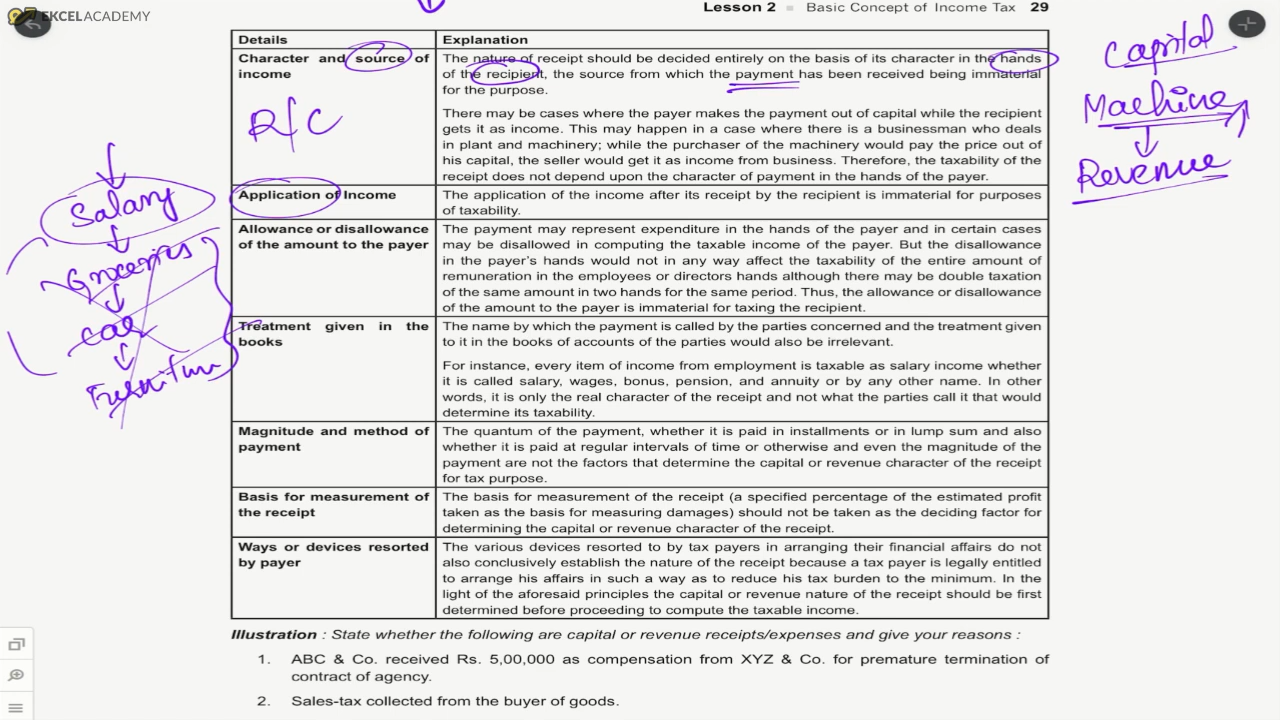 EKCEL ACADEMY
Lesson 2 ■ Basic Concept of Income Tax 29
Details Explanation
Character and source of income
The nature of receipt should be decided entirely on the basis of its character in the hands
of the recipient, the source from which the payment has been received being immaterial
for the purpose.
There may be cases where the payer makes the payment out of capital while the recipient
gets it as income. This may happen in a case where there is a businessman who deals
in plant and machinery; while the purchaser of the machinery would pay the price out of
his capital, the seller would get it as income from business. Therefore, the taxability of the
receipt does not depend upon the character of payment in the hands of the payer.
R/C
Capital
Machine
Revenue
Salary
Groceries
Car
Furniture
Application of Income
The application of the income after its receipt by the recipient is immaterial for purposes
of taxability.
Allowance or disallowance
of the amount to the payer
The payment may represent expenditure in the hands of the payer and in certain cases
may be disallowed in computing the taxable income of the payer. But the disallowance
in the payer's hands would not in any way affect the taxability of the entire amount of
remuneration in the employees or directors hands although there may be double taxation
of the same amount in two hands for the same period. Thus, the allowance or disallowance
of the amount to the payer is immaterial for taxing the recipient.
Treatment given in the
books
The name by which the payment is called by the parties concerned and the treatment given
to it in the books of accounts of the parties would also be irrelevant.
For instance, every item of income from employment is taxable as salary income whether
it is called salary, wages, bonus, pension, and annuity or by any other name. In other
words, it is only the real character of the receipt and not what the parties call it that would
determine its taxability.
Magnitude and method of
payment
The quantum of the payment, whether it is paid in installments or in lump sum and also
whether it is paid at regular intervals of time or otherwise and even the magnitude of the
payment are not the factors that determine the capital or revenue character of the receipt
for tax purpose.
Basis for measurement of
the receipt
The basis for measurement of the receipt (a specified percentage of the estimated profit
taken as the basis for measuring damages) should not be taken as the deciding factor for
determining the capital or revenue character of the receipt.
Ways or devices resorted
by payer
The various devices resorted to by tax payers in arranging their financial affairs do not
also conclusively establish the nature of the receipt because a tax payer is legally entitled
to arrange his affairs in such a way as to reduce his tax burden to the minimum. In the
light of the aforesaid principles the capital or revenue nature of the receipt should be first
determined before proceeding to compute the taxable income.
Illustration : State whether the following are capital or revenue receipts/expenses and give your reasons :
1. ABC & Co. received Rs. 5,00,000 as compensation from XYZ & Co. for premature termination of
contract of agency.
2. Sales-tax collected from the buyer of goods.